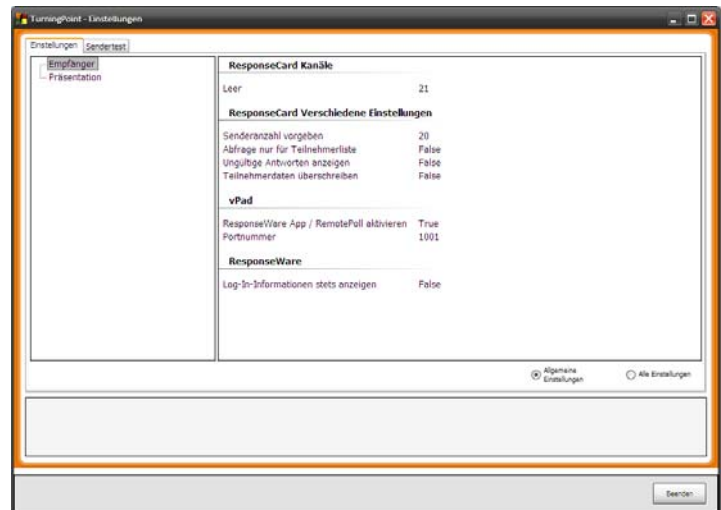 TurningPoint - Einstellungen
Einstellungen Sendertest
Empfänger
Präsentation
ResponseCard Kanäle
Leer 21
ResponseCard Verschiedene Einstellungen
Senderanzahl vorgeben 20
Abfrage nur für Teilnehmerliste False
Ungültige Antworten anzeigen False
Teilnehmerdaten überschreiben False
vPad
ResponseWare App / RemotePoll aktivieren True
Portnummer 1001
ResponseWare
Log-In-Informationen stets anzeigen False
Allgemeine
Einstellungen
Alle Einstellungen
Beenden